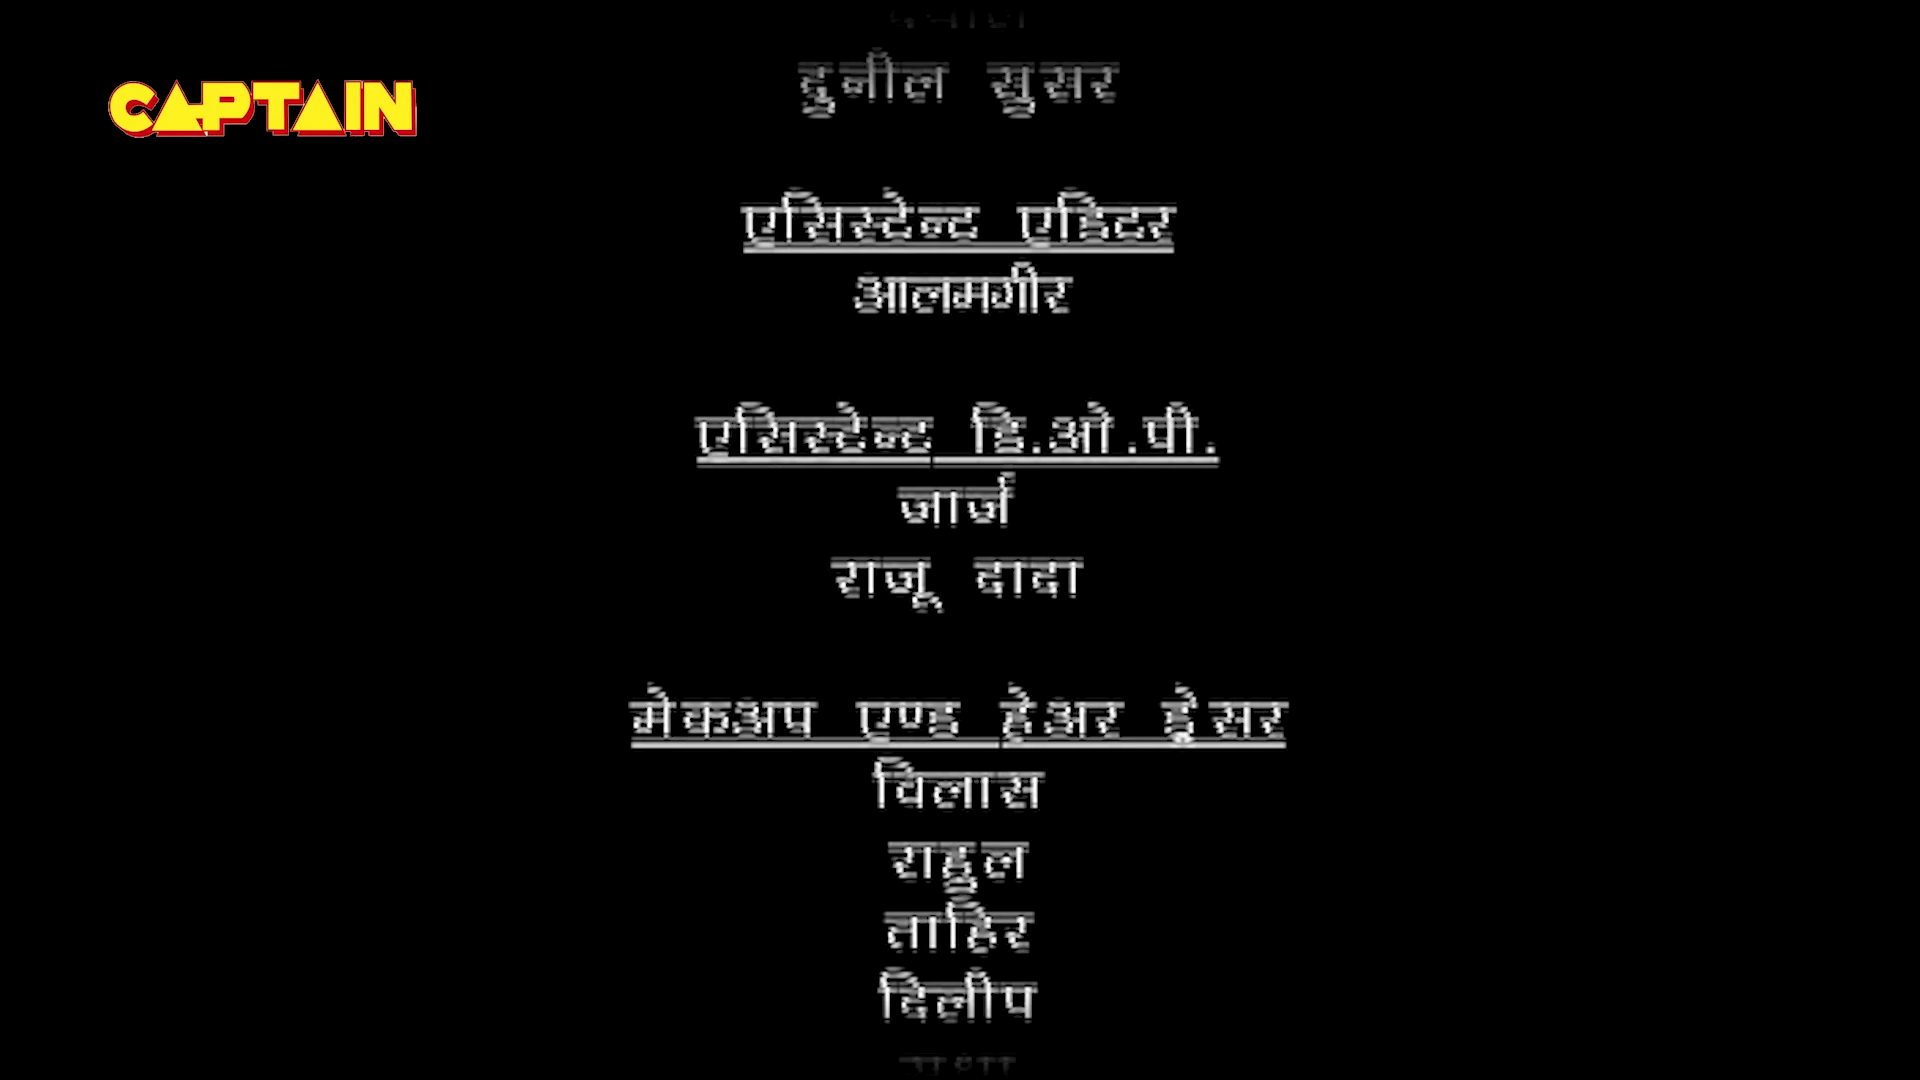 CAPTAIN
दुनील सुसर
एसिस्टेन्ट एडिटर
आलमगीर
एसिस्टेन्ट डि.ओ.पी.
जार्ज
राजू दादा
मेकअप एण्ड हेअर ड्रेसर
विलास
राहुल
ताहिर
दिलीप